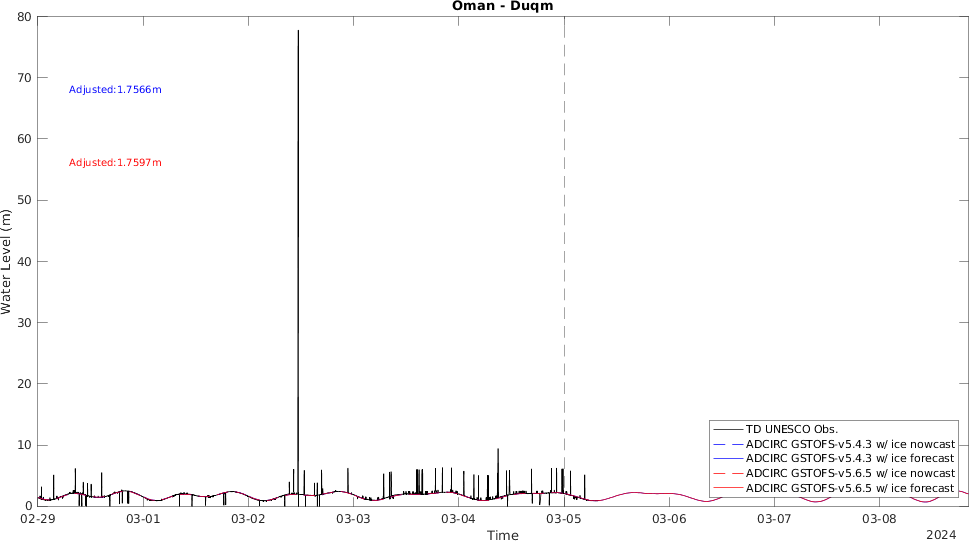 Oman - Duqm
80
70
60
50
40
30
20
10
0
Water Level (m)
Adjusted:1.7566m
Adjusted:1.7597m
TD UNESCO Obs.
ADCIRC GSTOFS-v5.4.3 w/ ice nowcast
ADCIRC GSTOFS-v5.4.3 w/ ice forecast
ADCIRC GSTOFS-v5.6.5 w/ ice nowcast
ADCIRC GSTOFS-v5.6.5 w/ ice forecast
02-29 03-01 03-02 03-03 03-04 03-05 03-06 03-07 03-08
Time
2024